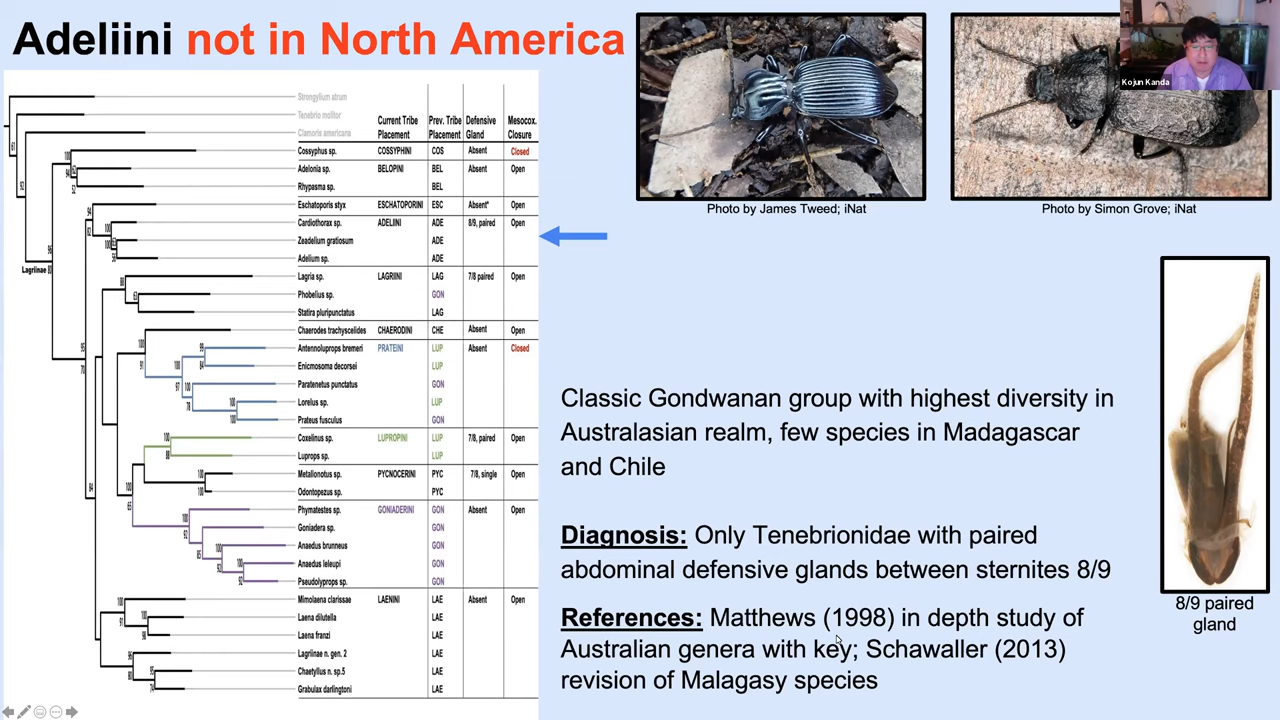 Adeliini not in North America
Kojun Kanda
Photo by James Tweed; iNat
Photo by Simon Grove; iNat
Current Tribe Placement Prev. Tribe Placement Defensive Gland Mesocox. Closure
Strongylium atrum
Tenebrio molitor
Clamoris americana
Cossyphus sp. COSSYPHINI COS Absent Closed
Adelonia sp. BELOPINI BEL Absent Open
Rhypasma sp. BEL
Eschatoporis styx ESCHATOPORINI ESC Absent* Open
Cardiothorax sp. ADELIINI ADE 8/9, paired Open
Zeadelium gratiosum ADE
Adelium sp. ADE
Lagriinae
Lagria sp. LAGRIINI LAG 7/8 paired Open
Phobelius sp. GON
Statira pluripunctatus LAG
Chaerodes trachyscelides CHAERODINI CHE Absent Open
Antennoluprops bremeri PRATEINI LUP Absent Closed
Enicmosoma decorsei LUP
Paratenetus punctatus GON
Lorelus sp. LUP
Prateus fusculus GON
Coxelinus sp. LUPROPINI LUP 7/8, paired Open
Luprops sp. LUP
Metallonotus sp. PYCNOCERINI PYC 7/8, single Open
Odontopezus sp. PYC
Phymatestes sp. GONIADERINI GON Absent Open
Goniadera sp. GON
Anaedus brunneus GON
Anaedus leleupi GON
Pseudolyprops sp. GON
Mimolaena clarissae LAENINI LAE Absent Open
Laena dilutella LAE
Laena franzi LAE
Lagriinae n. gen. 2 LAE
Chaetyllus n. sp.5 LAE
Grabulax darlingtoni LAE
Classic Gondwanan group with highest diversity in
Australasian realm, few species in Madagascar
and Chile
Diagnosis: Only Tenebrionidae with paired
abdominal defensive glands between sternites 8/9
References: Matthews (1998) in depth study of
Australian genera with key; Schawaller (2013)
revision of Malagasy species
8/9 paired
gland